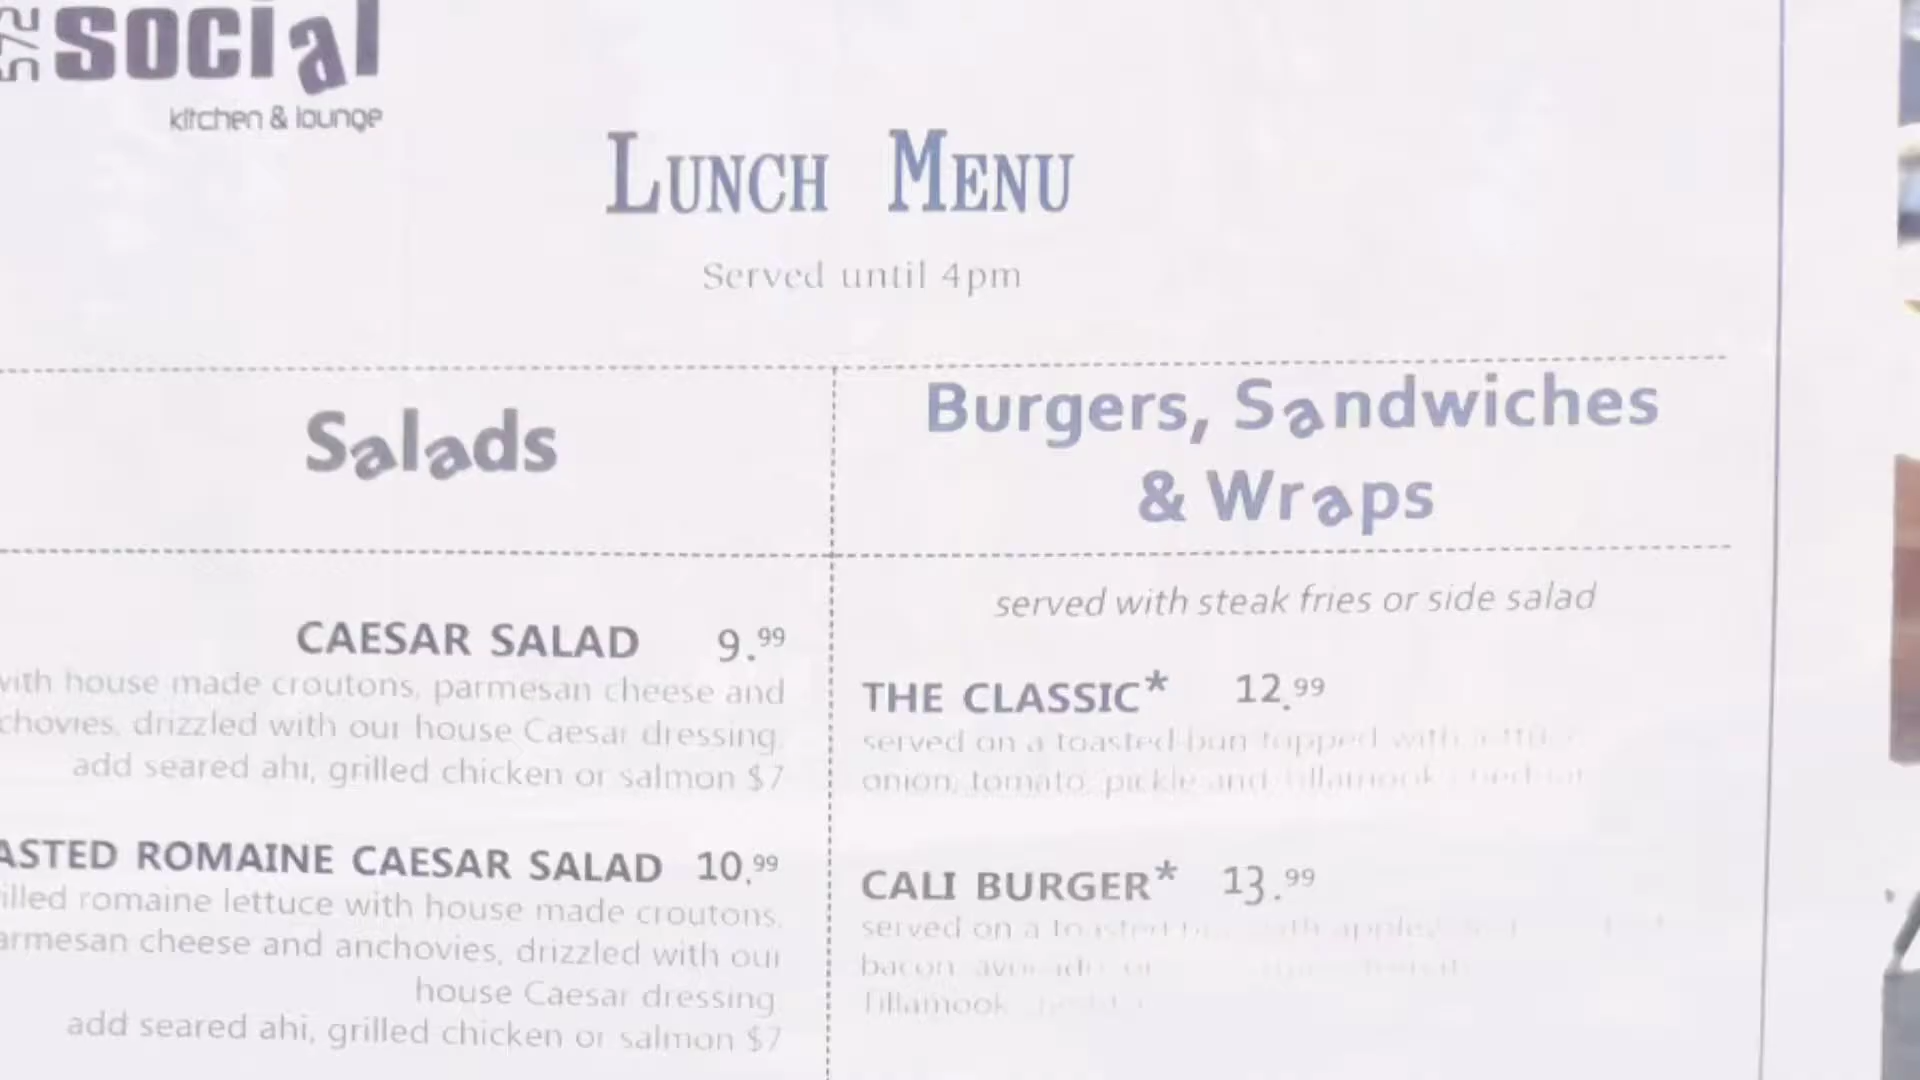 572 social
kitchen & lounge
LUNCH MENU
Served until 4pm
Salads
CAESAR SALAD 9.99
with house made croutons, parmesan cheese and
drizzled with our house Caesar dressing.
add seared ahi, grilled chicken or salmon $7
ROMAINE CAESAR SALAD 10.99
romaine lettuce with house made croutons,
cheese and anchovies, drizzled with our
house Caesar dressing.
add seared ahi, grilled chicken or salmon $7
Burgers, Sandwiches
& Wraps
served with steak fries or side salad
THE CLASSIC* 12.99
served on a toasted bun topped with
onion, tomato, pickle and Tillamook
CALI BURGER* 13.99
served on a toasted
bacon, avocado,
Tillamook